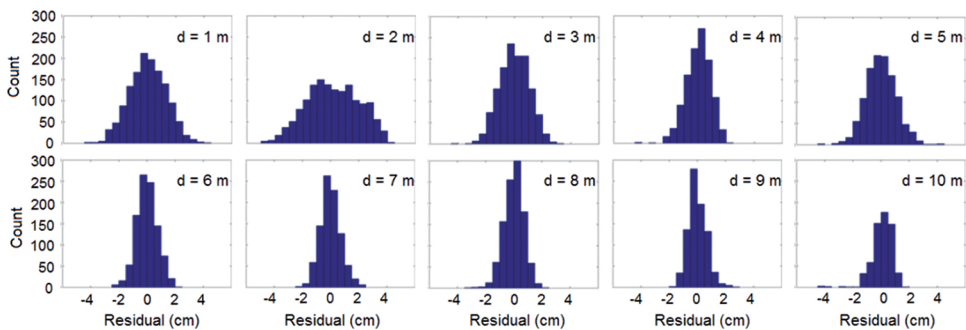 300
250
200
150
100
50
0
Count
d = 1 m
d = 2 m
d = 3 m
d = 4 m
d = 5 m
300
250
200
150
100
50
0
Count
d = 6 m
d = 7 m
d = 8 m
d = 9 m
d = 10 m
-4 -2 0 2 4
-4 -2 0 2 4
-4 -2 0 2 4
-4 -2 0 2 4
-4 -2 0 2 4
Residual (cm)
Residual (cm)
Residual (cm)
Residual (cm)
Residual (cm)